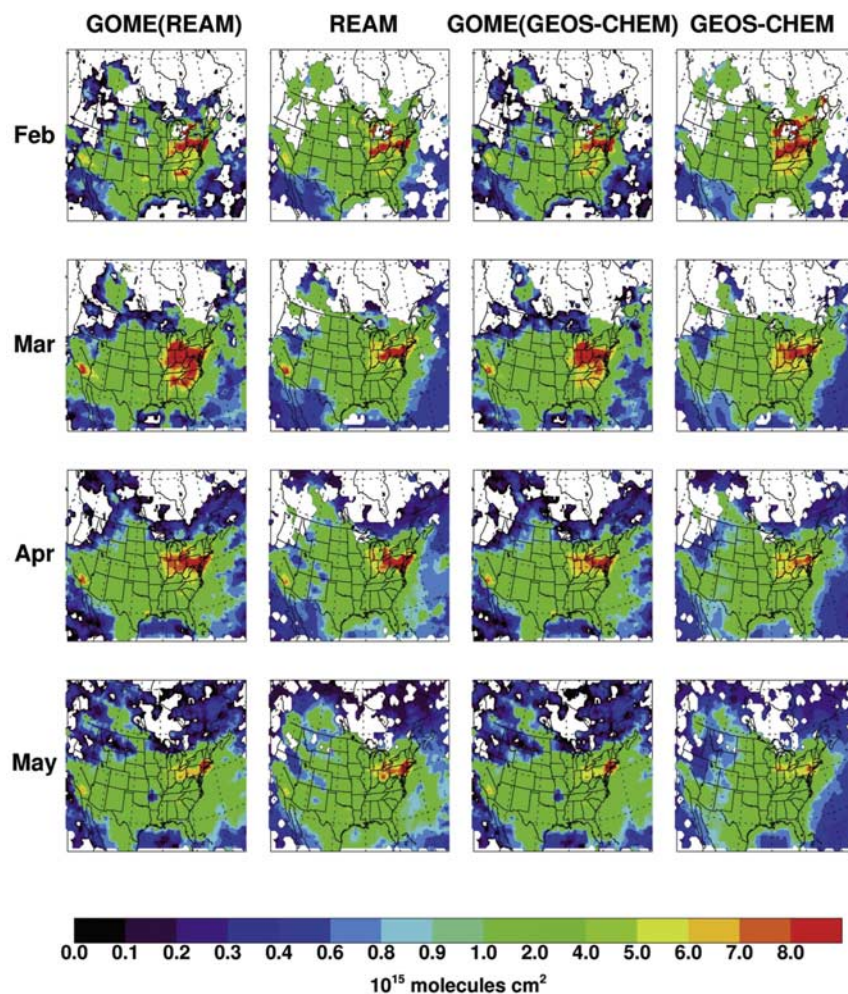 GOME(REAM) REAM GOME(GEOS-CHEM) GEOS-CHEM
Feb
Mar
Apr
May
0.0 0.1 0.2 0.3 0.4 0.6 0.8 0.9 1.0 2.0 4.0 5.0 6.0 7.0 8.0
10¹⁵ molecules cm²